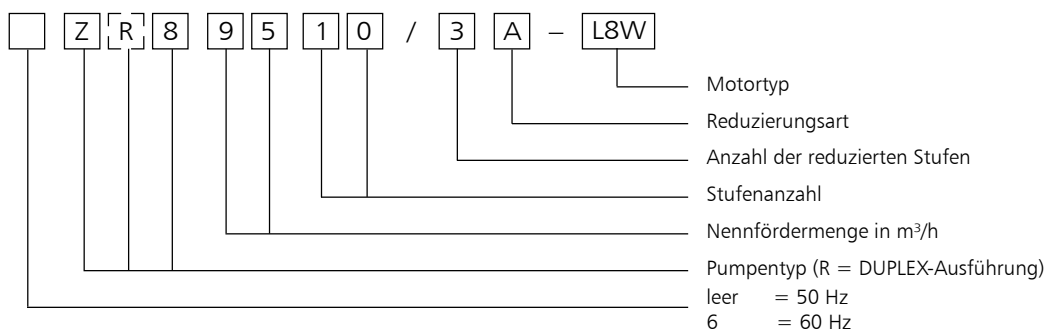 Z R 8 9 5 1 0 / 3 A – L8W
Motortyp
Reduzierungsart
Anzahl der reduzierten Stufen
Stufenanzahl
Nennfördermenge in m³/h
Pumpentyp (R = DUPLEX-Ausführung)
leer = 50 Hz
6 = 60 Hz